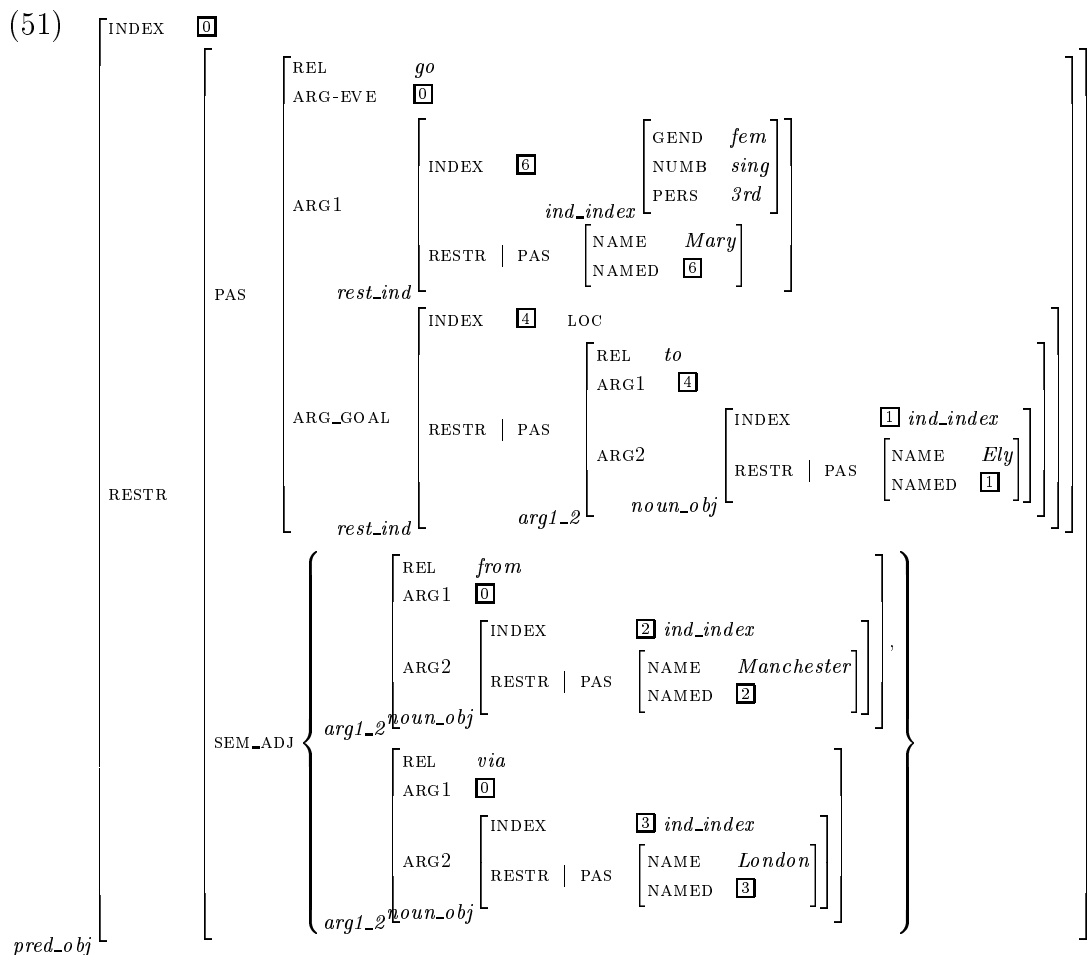 (51)
INDEX 0
REL go
ARG-EVE 0
GEND fem
INDEX 6 NUMB sing
PERS 3rd
ARG1
ind_index
NAME Mary
RESTR | PAS
NAMED 6
rest_ind
PAS
INDEX 4 LOC
REL to
ARG1 4
ARG_GOAL
INDEX 1 ind_index
RESTR | PAS
ARG2
NAME Ely
RESTR | PAS
NAMED 1
RESTR
noun_obj
arg1_2
rest_ind
REL from
ARG1 0
INDEX 2 ind_index
ARG2
NAME Manchester
RESTR | PAS
NAMED 2
noun_obj
arg1_2
,
SEM_ADJ
REL via
ARG1 0
INDEX 3 ind_index
ARG2
NAME London
RESTR | PAS
NAMED 3
noun_obj
arg1_2
pred_obj